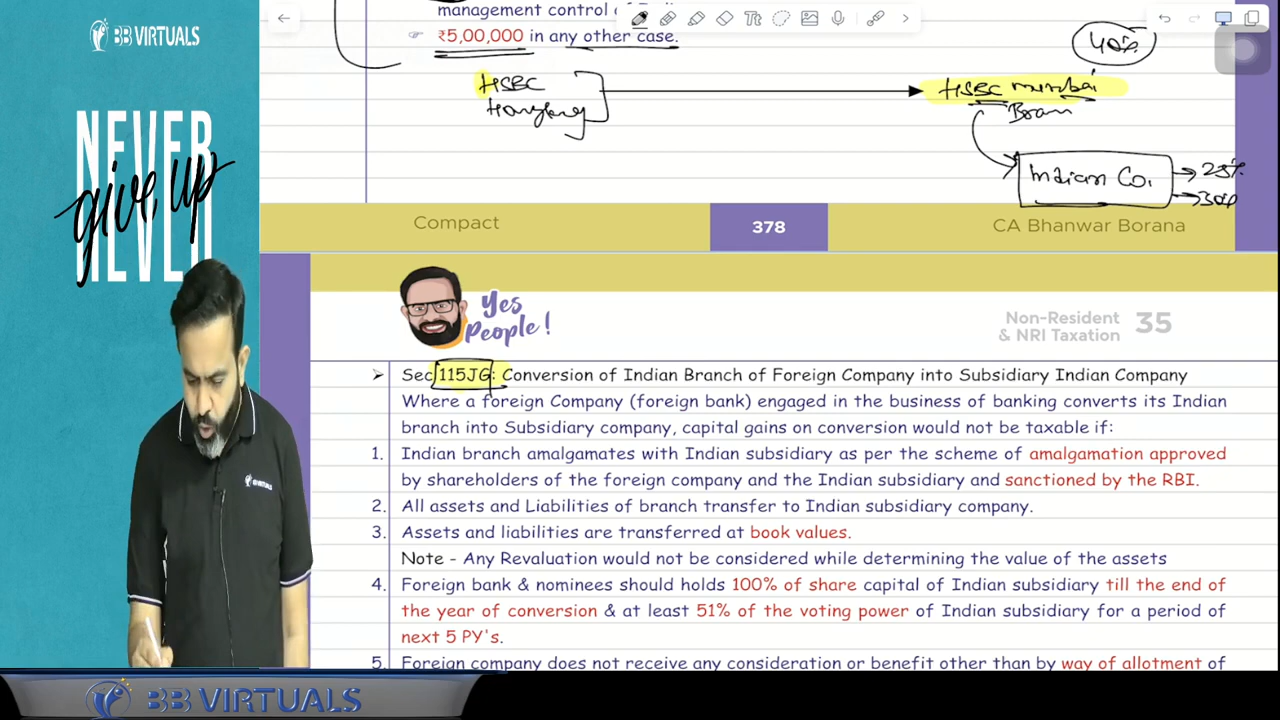 BB VIRTUALS
NEVER
give up
NEVER
management control
₹5,00,000 in any other case.
40%
HSBC
Hongkong
HSBC mumbai
Indian Co.
25%
30%
Compact
378
CA Bhanwar Borana
Yes
People!
Non-Resident
& NRI Taxation
35
➢ Sec 115JG: Conversion of Indian Branch of Foreign Company into Subsidiary Indian Company
Where a foreign Company (foreign bank) engaged in the business of banking converts its Indian
branch into Subsidiary company, capital gains on conversion would not be taxable if:
1. Indian branch amalgamates with Indian subsidiary as per the scheme of amalgamation approved
by shareholders of the foreign company and the Indian subsidiary and sanctioned by the RBI.
2. All assets and Liabilities of branch transfer to Indian subsidiary company.
3. Assets and liabilities are transferred at book values.
Note - Any Revaluation would not be considered while determining the value of the assets
4. Foreign bank & nominees should holds 100% of share capital of Indian subsidiary till the end of
the year of conversion & at least 51% of the voting power of Indian subsidiary for a period of
next 5 PY's.
5. Foreign company does not receive any consideration or benefit other than by way of allotment of
BB VIRTUALS
BB VIRTUALS